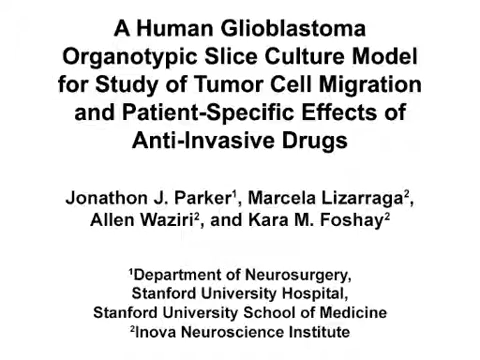 A Human Glioblastoma
Organotypic Slice Culture Model
for Study of Tumor Cell Migration
and Patient-Specific Effects of
Anti-Invasive Drugs
Jonathon J. Parker¹, Marcela Lizarraga²,
Allen Waziri², and Kara M. Foshay²
¹Department of Neurosurgery,
Stanford University Hospital,
Stanford University School of Medicine
²Inova Neuroscience Institute